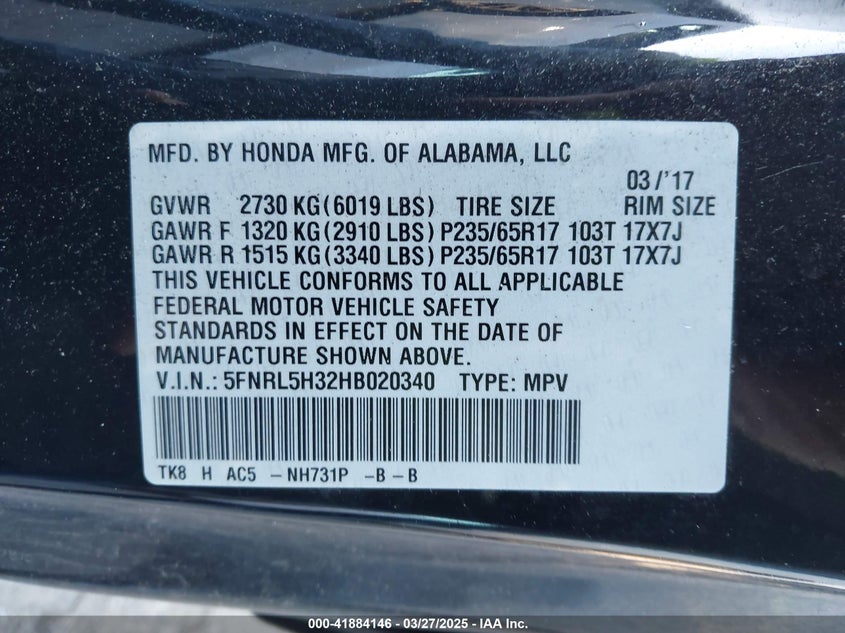 MFD. BY HONDA MFG. OF ALABAMA, LLC
03/'17
GVWR 2730 KG(6019 LBS) TIRE SIZE RIM SIZE
GAWR F 1320 KG(2910 LBS) P235/65R17 103T 17X7J
GAWR R 1515 KG(3340 LBS) P235/65R17 103T 17X7J
THIS VEHICLE CONFORMS TO ALL APPLICABLE
FEDERAL MOTOR VEHICLE SAFETY
STANDARDS IN EFFECT ON THE DATE OF
MANUFACTURE SHOWN ABOVE.
V.I.N.: 5FNRL5H32HB020340 TYPE: MPV
TK8 H AC5 -NH731P -B-B
000-41884146 - 03/27/2025 - IAA Inc.